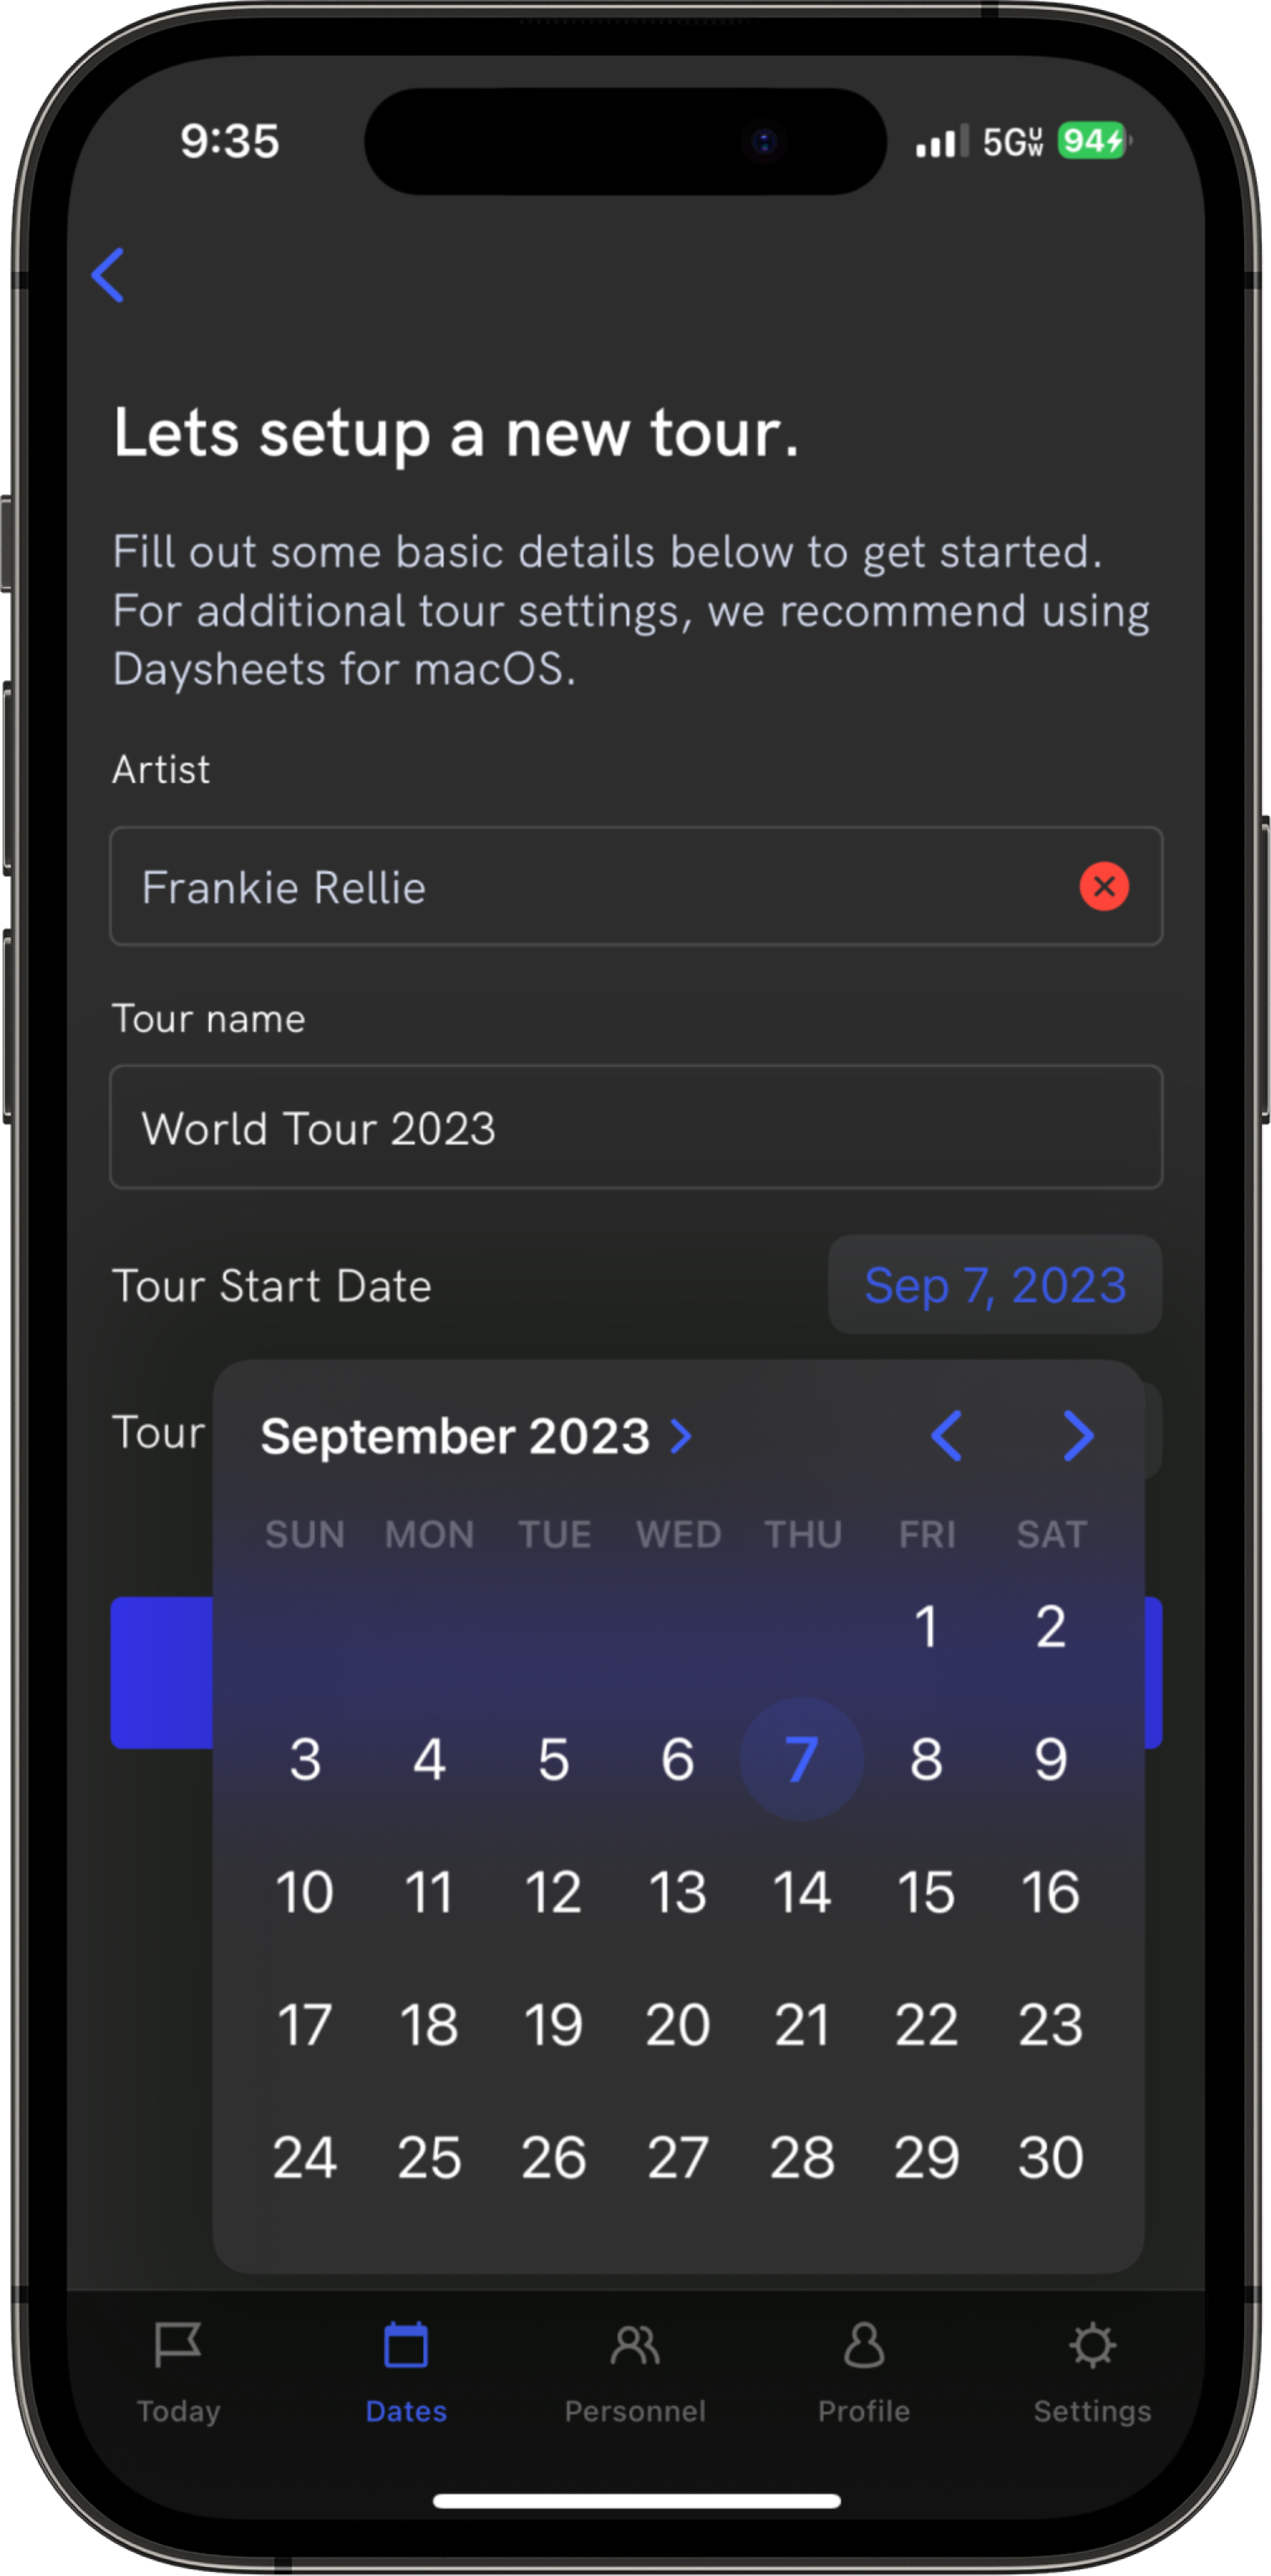 9:35
5G UW 94
Lets setup a new tour.
Fill out some basic details below to get started.
For additional tour settings, we recommend using
Daysheets for macOS.
Artist
Frankie Rellie
Tour name
World Tour 2023
Tour Start Date Sep 7, 2023
Tour
September 2023
SUN MON TUE WED THU FRI SAT
1 2
3 4 5 6 7 8 9
10 11 12 13 14 15 16
17 18 19 20 21 22 23
24 25 26 27 28 29 30
Today Dates Personnel Profile Settings